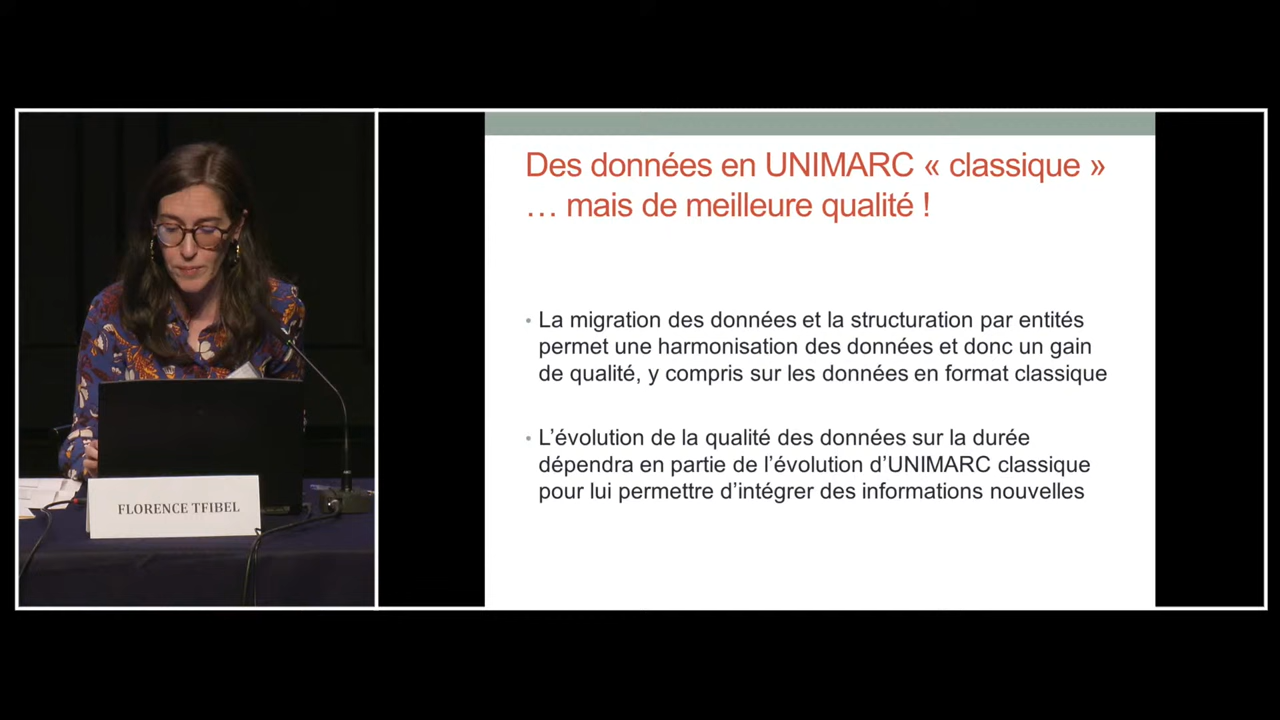 Des données en UNIMARC « classique »
… mais de meilleure qualité !
• La migration des données et la structuration par entités
permet une harmonisation des données et donc un gain
de qualité, y compris sur les données en format classique
• L’évolution de la qualité des données sur la durée
dépendra en partie de l’évolution d’UNIMARC classique
pour lui permettre d’intégrer des informations nouvelles
FLORENCE TFIBEL